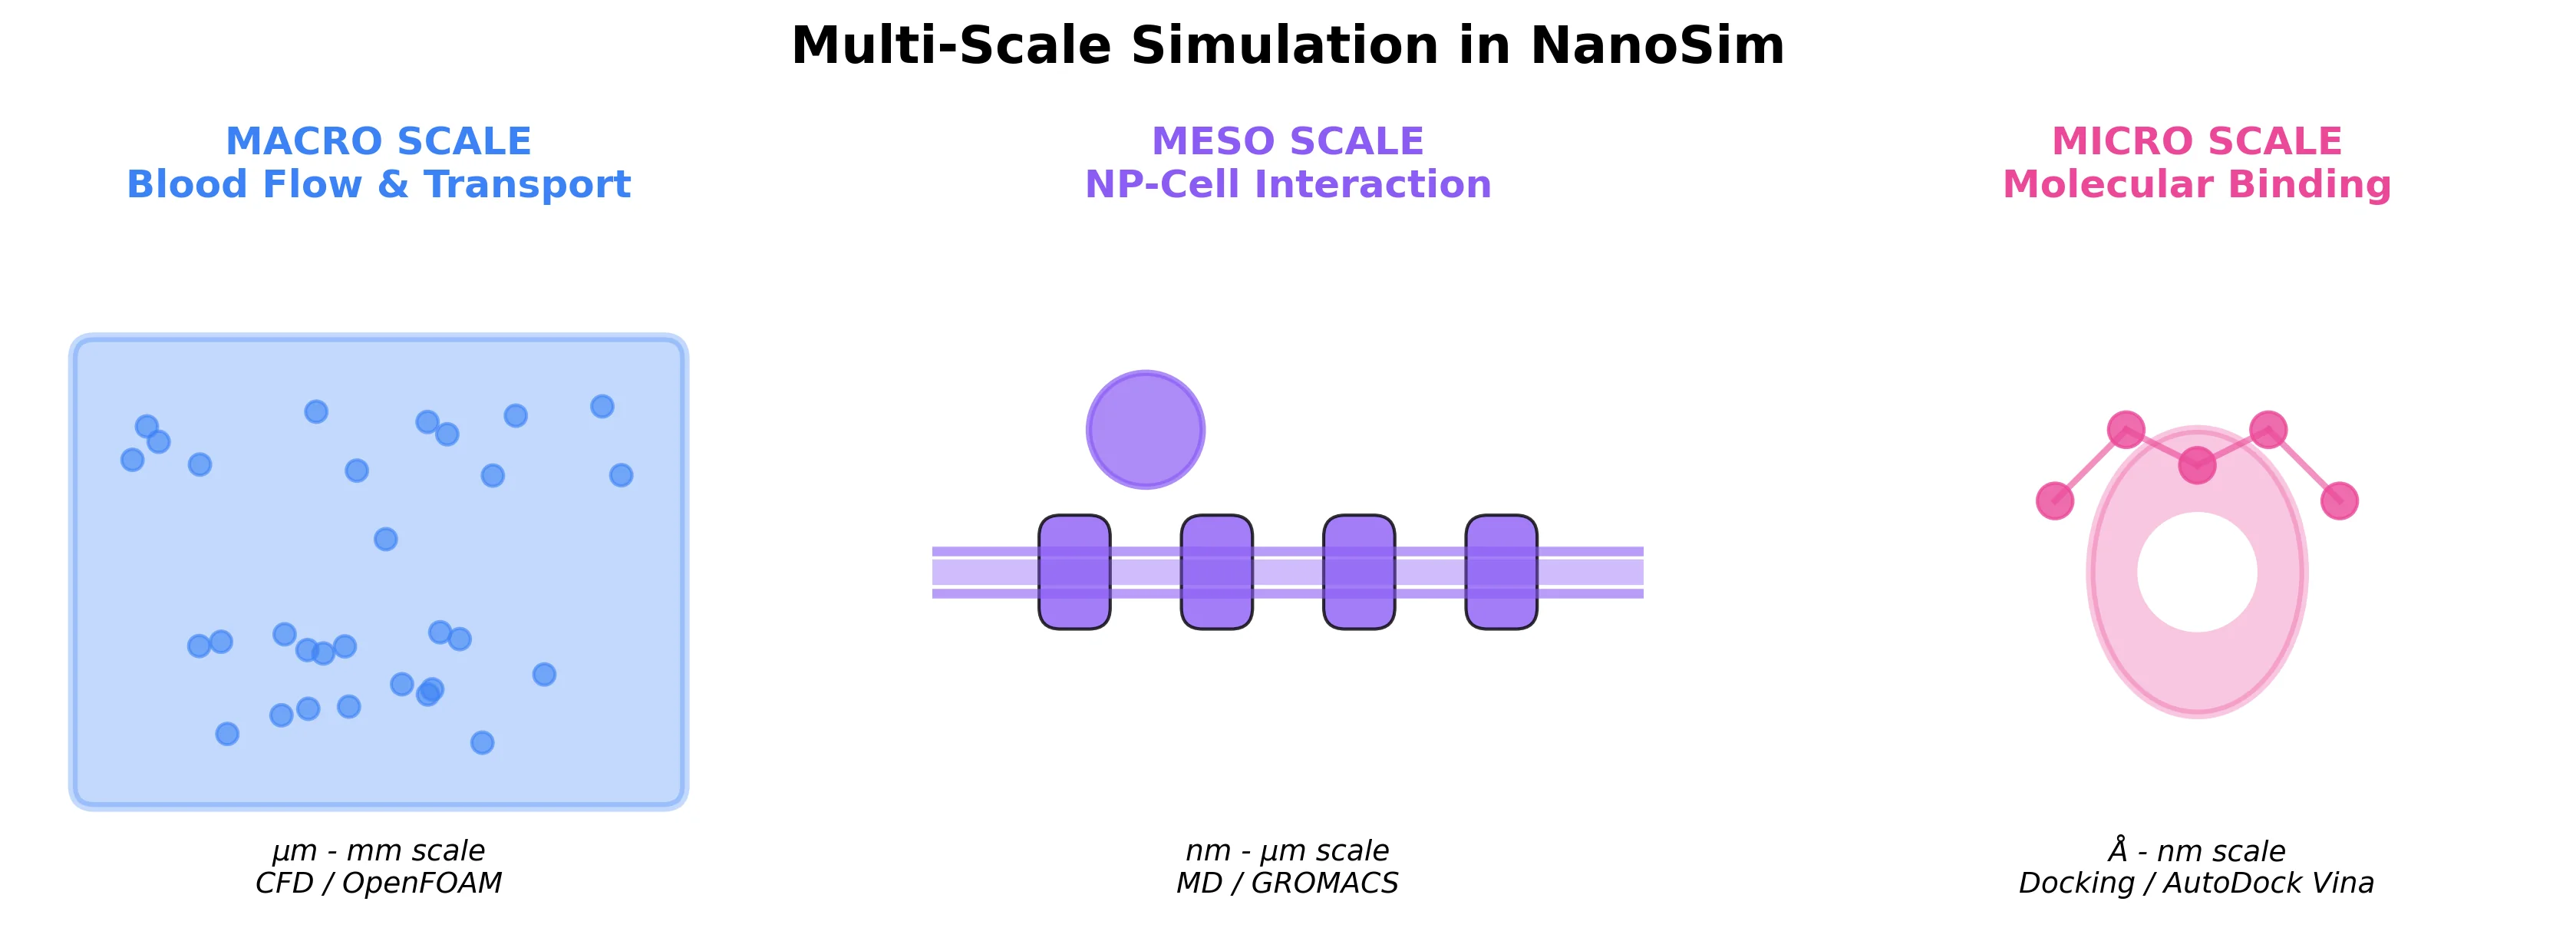 Multi-Scale Simulation in NanoSim
MACRO SCALE
Blood Flow & Transport
MESO SCALE
NP-Cell Interaction
MICRO SCALE
Molecular Binding
μm - mm scale
CFD / OpenFOAM
nm - μm scale
MD / GROMACS
Å - nm scale
Docking / AutoDock Vina